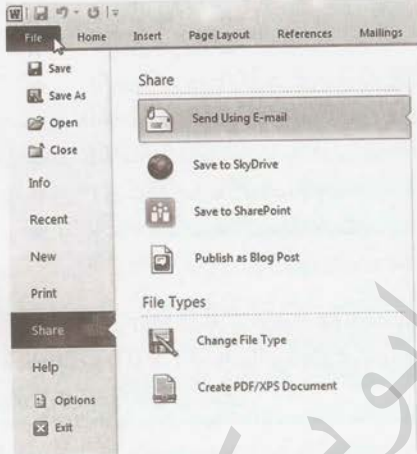 W
File Home Insert Page Layout References Mailings
Save
Save As
Open
Close
Info
Recent
New
Print
Share
Help
Options
Exit
Share
Send Using E-mail
Save to SkyDrive
Save to SharePoint
Publish as Blog Post
File Types
Change File Type
Create PDF/XPS Document